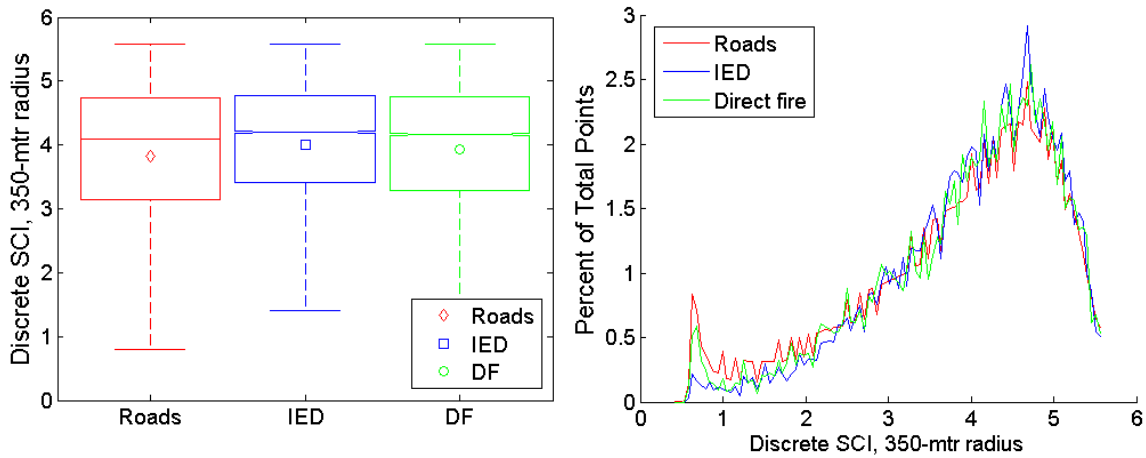 Discrete SCI, 350-mtr radius
6
5
4
3
2
1
0
Roads
IED
DF
Roads
IED
DF
Percent of Total Points
3
2.5
2
1.5
1
0.5
0
Roads
IED
Direct fire
0 1 2 3 4 5 6
Discrete SCI, 350-mtr radius